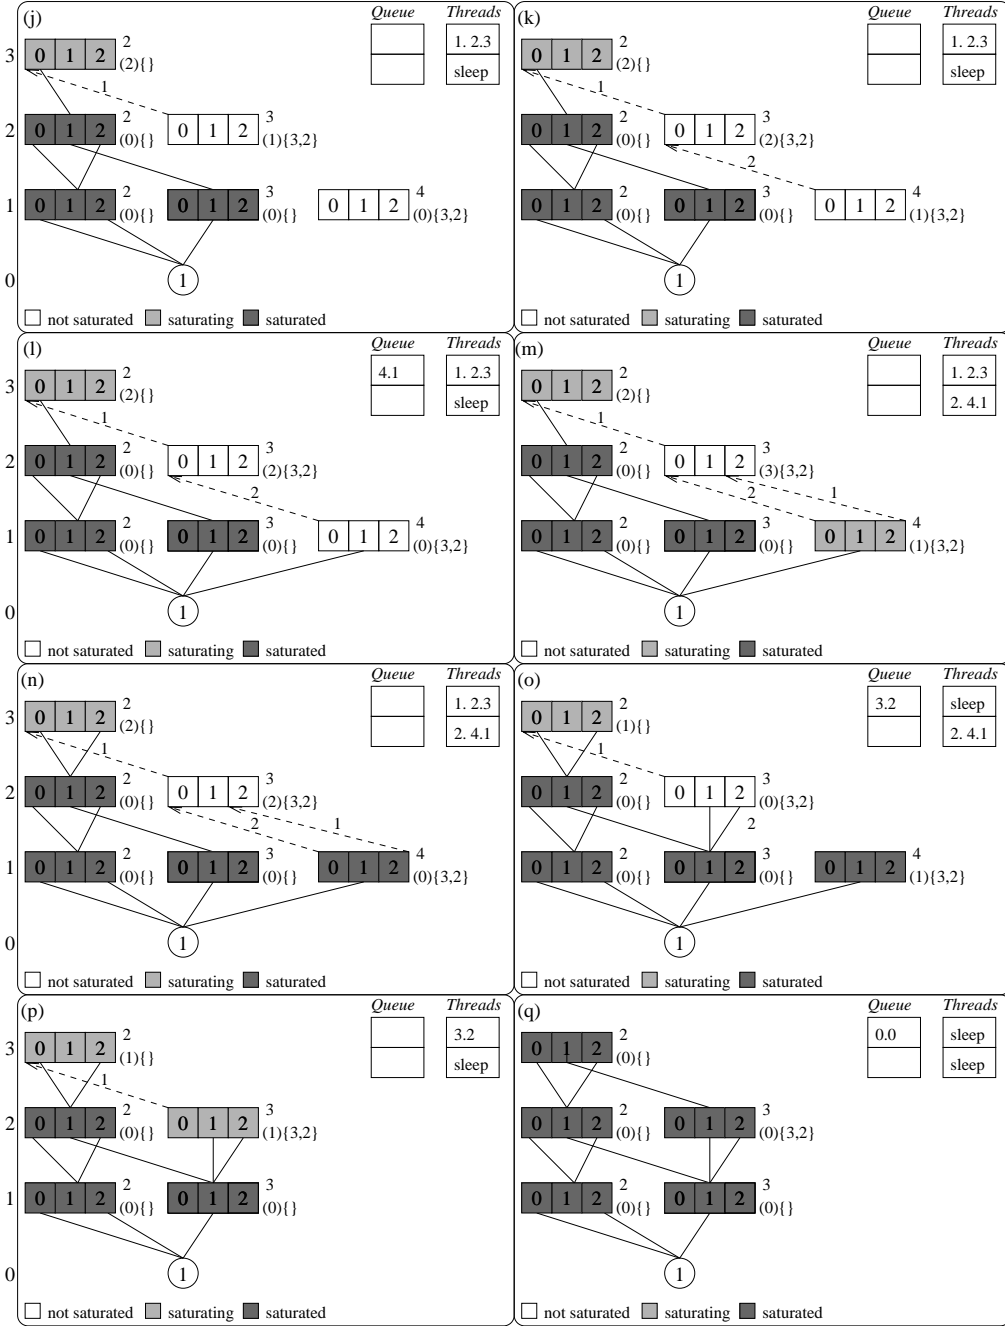 (j) Queue Threads
1. 2.3
sleep
3 0 1 2 2 (2){}
1
2 0 1 2 2 (0){} 0 1 2 3 (1){3,2}
1 0 1 2 2 (0){} 0 1 2 3 (0){} 0 1 2 4 (0){3,2}
0 1
not saturated saturating saturated
(k) Queue Threads
1. 2.3
sleep
0 1 2 2 (2){}
1
0 1 2 2 (0){} 0 1 2 3 (2){3,2}
2
0 1 2 2 (0){} 0 1 2 3 (0){} 0 1 2 4 (1){3,2}
1
not saturated saturating saturated
(l) Queue Threads
4.1 1. 2.3
sleep
3 0 1 2 2 (2){}
1
2 0 1 2 2 (0){} 0 1 2 3 (2){3,2}
2
1 0 1 2 2 (0){} 0 1 2 3 (0){} 0 1 2 4 (0){3,2}
0 1
not saturated saturating saturated
(m) Queue Threads
1. 2.3
2. 4.1
0 1 2 2 (2){}
1
0 1 2 2 (0){} 0 1 2 3 (3){3,2}
2 1
0 1 2 2 (0){} 0 1 2 3 (0){} 0 1 2 4 (1){3,2}
1
not saturated saturating saturated
(n) Queue Threads
1. 2.3
2. 4.1
3 0 1 2 2 (2){}
1
2 0 1 2 2 (0){} 0 1 2 3 (2){3,2}
2 1
1 0 1 2 2 (0){} 0 1 2 3 (0){} 0 1 2 4 (0){3,2}
0 1
not saturated saturating saturated
(o) Queue Threads
3.2 sleep
2. 4.1
0 1 2 2 (1){}
1
0 1 2 2 (0){} 0 1 2 3 (0){3,2}
2
0 1 2 2 (0){} 0 1 2 3 (0){} 0 1 2 4 (1){3,2}
1
not saturated saturating saturated
(p) Queue Threads
3.2
sleep
3 0 1 2 2 (1){}
1
2 0 1 2 2 (0){} 0 1 2 3 (1){3,2}
1 0 1 2 2 (0){} 0 1 2 3 (0){}
0 1
not saturated saturating saturated
(q) Queue Threads
0.0 sleep
sleep
0 1 2 2 (0){}
0 1 2 2 (0){} 0 1 2 3 (0){3,2}
0 1 2 2 (0){} 0 1 2 3 (0){}
1
not saturated saturating saturated